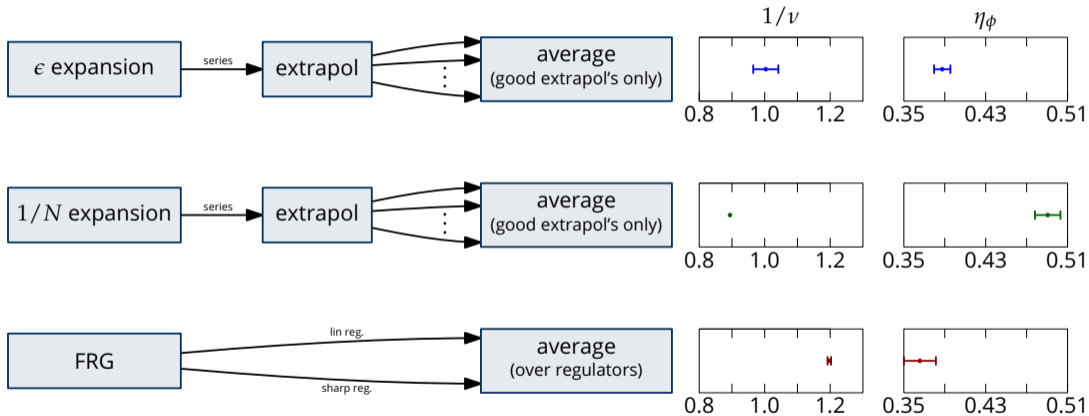 1/ν
η_ϕ
ϵ expansion
series
extrapol
average
(good extrapol's only)
0.8 1.0 1.2
0.35 0.43 0.51
1/N expansion
series
extrapol
average
(good extrapol's only)
0.8 1.0 1.2
0.35 0.43 0.51
FRG
lin reg.
sharp reg.
average
(over regulators)
0.8 1.0 1.2
0.35 0.43 0.51